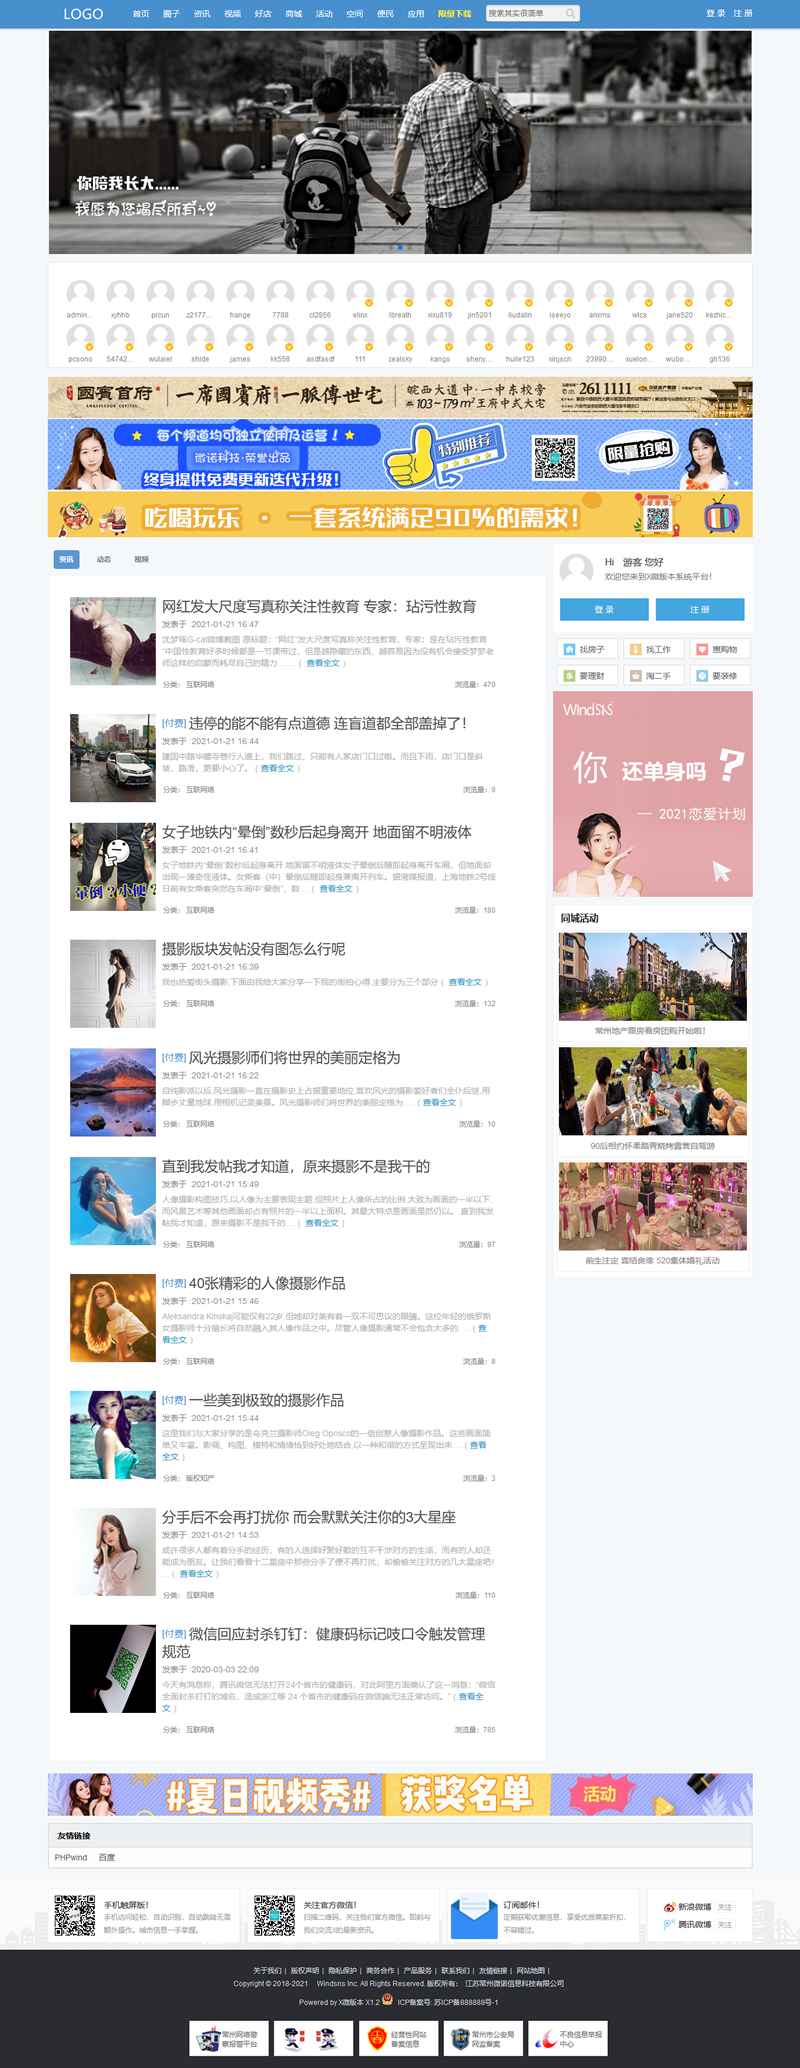 LOGO 首页 圈子 资讯 视频 好店 商城 活动 空间 便民 应用 限量下载 搜索其实很简单 登 录 注 册
你陪我长大......
我愿为您竭尽所有~
admin... xyhhb prcun z2177... hange 7788 cl2856 elinx lbreath xixu819 jin5201 liudalin iseeyo anxms wlcs jane520 kezhic...
pcsono 54742... wulaier shide james kk558 asdfasdf 111 zealsky kangs sheny... huile123 xinjscn 23990... xuelon... wubo... gh136
國賓首府 一席國賓府·一脈傳世宅 皖西大道中·一中东校旁 261 1111
AMBASSADOR CAPITAL 建面约103-179㎡王府中式大宅
每个频道均可独立使用及运营！
微诺科技·荣誉出品
终身提供免费更新迭代升级！
特别推荐
限量抢购
吃喝玩乐 · 一套系统满足90%的需求！
资讯 动态 视频
网红发大尺度写真称关注性教育 专家：玷污性教育
发表于 :2021-01-21 16:47
沈梦瑶G-cat微博截图 原标题：“网红”发大尺度写真称关注性教育，专家：是在玷污性教育
“中国性教育好多时候都是一节课带过，但是越隐藏的东西，越容易因为没有机会接受梦梦老
师这样的启蒙而耗尽自己的精力 ... ...（ 查看全文 ）
分类： 互联网络 浏览量：470
[付费] 违停的能不能有点道德 连盲道都全部盖掉了！
发表于 :2021-01-21 16:44
建国中路华藏寺巷行人道上，我们路过，只能有人家店门口过啦。而且下雨，店门口是斜
坡，路滑，更要小心了。（ 查看全文 ）
分类： 互联网络 浏览量：9
晕倒？小便？
女子地铁内“晕倒”数秒后起身离开 地面留不明液体
发表于 :2021-01-21 16:41
女子地铁内“晕倒”数秒后起身离开 地面留不明液体女子晕倒后随即起身离开车厢，但地面却
出现一滩奇怪液体。女乘客（中）晕倒后随即起身兼离开列车。据港媒报道，上海地铁2号线
日前有女乘客突然在车厢中“晕倒”，数 ...（ 查看全文 ）
分类： 互联网络 浏览量：180
摄影版块发帖没有图怎么行呢
发表于 :2021-01-21 16:39
我也热爱街头摄影,下面由我给大家分享一下我的街拍心得,主要分为三个部分（ 查看全文 ）
分类： 互联网络 浏览量：132
[付费] 风光摄影师们将世界的美丽定格为
发表于 :2021-01-21 16:22
自纯影派以后,风光摄影一直在摄影史上占据重要地位,喜欢风光的摄影爱好者们全仆后继,用
脚步丈量地球,用相机记录美景。风光摄影师们将世界的美丽定格为... ...（ 查看全文 ）
分类： 互联网络 浏览量：10
直到我发帖我才知道，原来摄影不是我干的
发表于 :2021-01-21 15:49
人像摄影构图技巧,以人像为主要表现主题,但照片上人像所占的比例,大致为画面的一半以下,
而风景艺术等其他画面却占有照片的一半以上面积。其最大特点是画面虽然仍以。直到我发
帖我才知道，原来摄影不是我干的 ...（ 查看全文 ）
分类： 互联网络 浏览量：97
[付费] 40张精彩的人像摄影作品
发表于 :2021-01-21 15:46
Aleksandra Kinskaj可能仅有22岁,但她却对美有着一双不可思议的眼睛。这位年轻的俄罗斯
女摄影师十分擅长将自然融入其人像作品之中。尽管人像摄影通常不会包含太多的 ...（ 查
看全文 ）
分类： 互联网络 浏览量：8
[付费] 一些美到极致的摄影作品
发表于 :2021-01-21 15:44
这里我们与大家分享的是乌克兰摄影师Oleg Oprisco的一组创意人像摄影作品。这些画面简
单又丰富。影调、构图、模特和情绪恰到好处地结合,以一种和谐的方式呈现出来 ...（ 查看
全文 ）
分类： 版权知产 浏览量：3
分手后不会再打扰你 而会默默关注你的3大星座
发表于 :2021-01-21 14:53
或许很多人都有着分手的经历，有的人选择好聚好散的互不干涉对方的生活，而有的人却还
能成为朋友。让我们看看十二星座中那些分手了便不再打扰，却偷偷关注对方的几大星座吧！
...（ 查看全文 ）
分类： 互联网络 浏览量：110
[付费] 微信回应封杀钉钉：健康码标记吱口令触发管理
规范
发表于 :2020-03-03 22:09
今天有消息称，腾讯微信无法打开24个省市的健康码，对此阿里方面确认了这一消息：“微信
全面封杀钉钉的域名，造成浙江等 24 个省市的健康码在微信端无法正常访问。”（ 查看全
文 ）
分类： 互联网络 浏览量：785
Hi 游客 您好
欢迎您来到X微版本系统平台！
登 录 注 册
找房子 找工作 惠购物
要理财 淘二手 要装修
WindSNS
你 还单身吗？
— 2021恋爱计划
同城活动
常州地产跟房看房团购开始啦！
90后相约怀柔踏青烧烤露营自驾游
前生注定 喜结良缘 520集体婚礼活动
#夏日视频秀# 获奖名单 活动
友情链接
PHPwind 百度
手机触屏版！
手机访问轻松，自动识别，自动跳转无需
额外操作。城市信息一手掌握。
关注官方微信！
扫描二维码，关注我们官方微信。即刻与
我们交流X的最新资讯。
订阅邮件！
定期获取优惠信息，享受优质商家折扣，
不容错过。
新浪微博 关注
腾讯微博 关注
关于我们 | 版权声明 | 隐私保护 | 商务合作 | 产品服务 | 联系我们 | 友情链接 | 网站地图 |
Copyright © 2018-2021 Windsns Inc. All Rights Reserved. 版权所有： 江苏常州微诺信息科技有限公司
Powered by X微版本 X1.2 ICP备案号: 苏ICP备888888号-1
常州网络警
察报警平台
经营性网站
备案信息
常州市公安局
网监备案
不良信息举报
中心